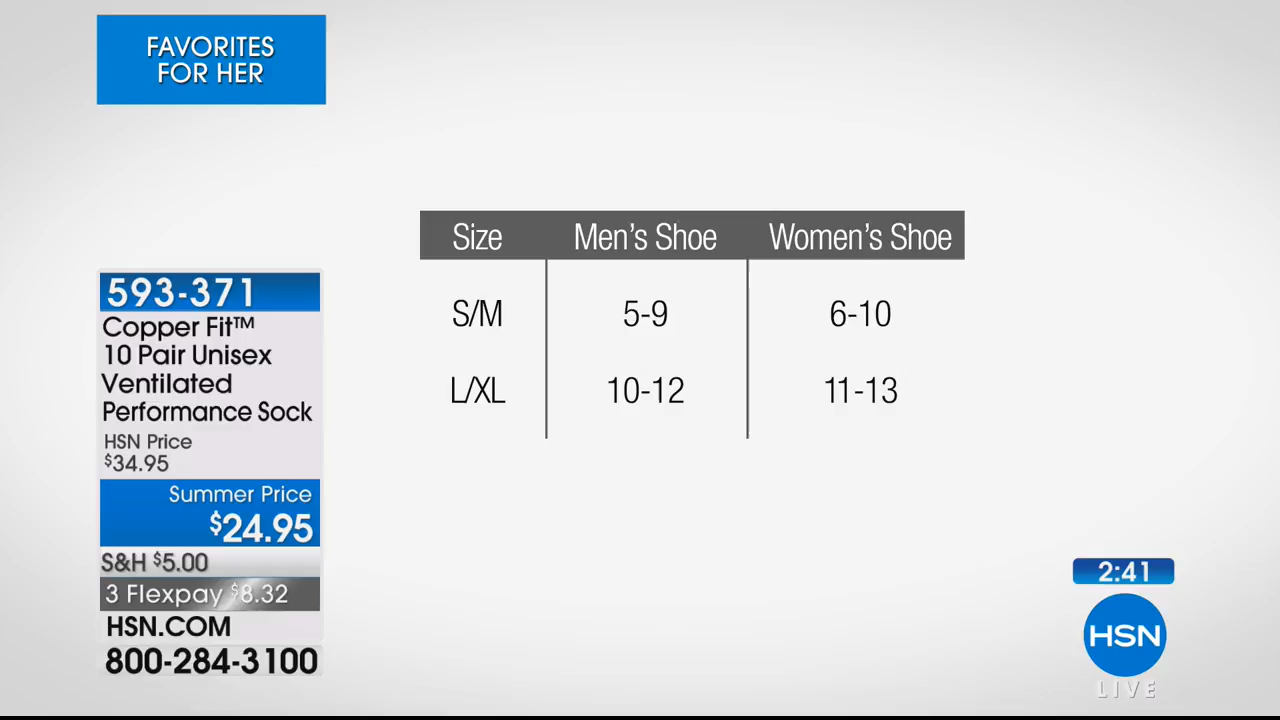 FAVORITES
FOR HER
Size Men's Shoe Women's Shoe
S/M 5-9 6-10
L/XL 10-12 11-13
593-371
Copper Fit™
10 Pair Unisex
Ventilated
Performance Sock
HSN Price
$34.95
Summer Price
$24.95
S&H $5.00
3 Flexpay $8.32
HSN.COM
800-284-3100
2:41
HSN
LIVE